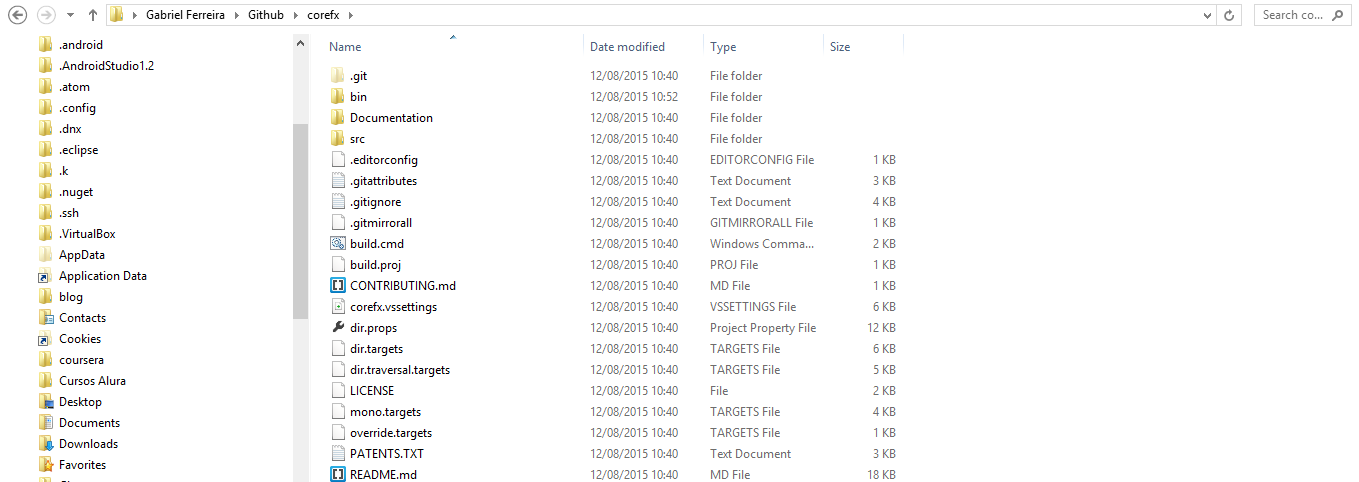 Gabriel Ferreira Github corefx Search co...
.android
.AndroidStudio1.2
.atom
.config
.dnx
.eclipse
.k
.nuget
.ssh
.VirtualBox
AppData
Application Data
blog
Contacts
Cookies
coursera
Cursos Alura
Desktop
Documents
Downloads
Favorites
Name Date modified Type Size
.git 12/08/2015 10:40 File folder
bin 12/08/2015 10:52 File folder
Documentation 12/08/2015 10:40 File folder
src 12/08/2015 10:40 File folder
.editorconfig 12/08/2015 10:40 EDITORCONFIG File 1 KB
.gitattributes 12/08/2015 10:40 Text Document 3 KB
.gitignore 12/08/2015 10:40 Text Document 4 KB
.gitmirrorall 12/08/2015 10:40 GITMIRRORALL File 1 KB
build.cmd 12/08/2015 10:40 Windows Comma... 2 KB
build.proj 12/08/2015 10:40 PROJ File 1 KB
CONTRIBUTING.md 12/08/2015 10:40 MD File 1 KB
corefx.vssettings 12/08/2015 10:40 VSSETTINGS File 6 KB
dir.props 12/08/2015 10:40 Project Property File 12 KB
dir.targets 12/08/2015 10:40 TARGETS File 6 KB
dir.traversal.targets 12/08/2015 10:40 TARGETS File 5 KB
LICENSE 12/08/2015 10:40 File 2 KB
mono.targets 12/08/2015 10:40 TARGETS File 4 KB
override.targets 12/08/2015 10:40 TARGETS File 1 KB
PATENTS.TXT 12/08/2015 10:40 Text Document 3 KB
README.md 12/08/2015 10:40 MD File 18 KB